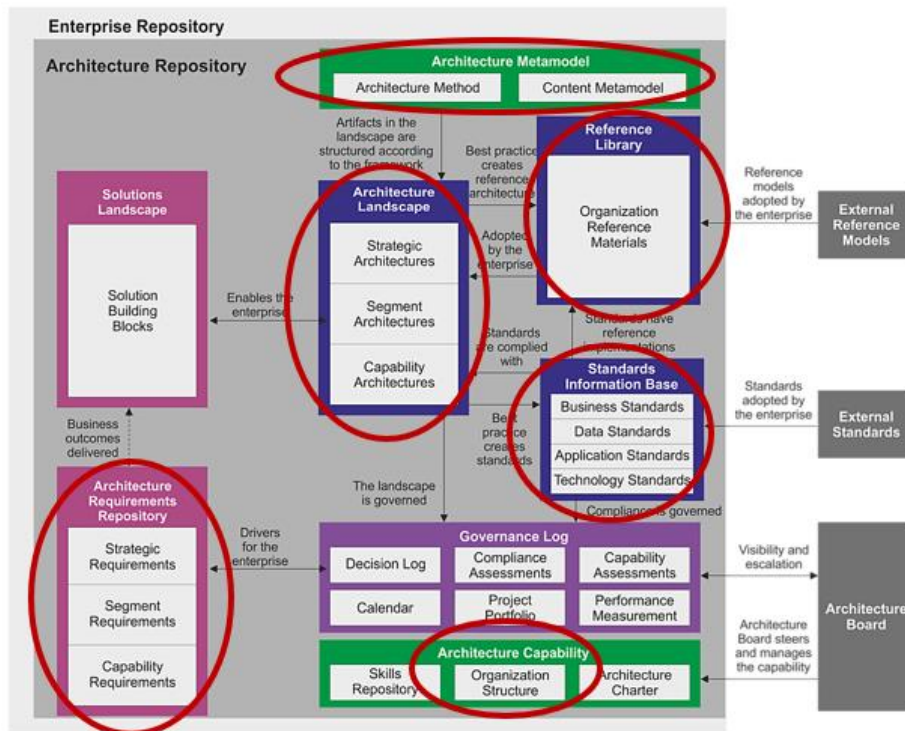 Enterprise Repository
Architecture Repository
Architecture Metamodel
Architecture Method
Content Metamodel
Artifacts in the
landscape are
structured according
to the framework
Best practice
creates
reference
architecture
Reference
Library
Organization
Reference
Materials
Reference
models
adopted by
the enterprise
External
Reference
Models
Solutions
Landscape
Solution
Building
Blocks
Enables the
enterprise
Architecture
Landscape
Strategic
Architectures
Segment
Architectures
Capability
Architectures
Adopted
by the
enterprise
Standards
are complied
with
Standards have
reference
implementations
Standards
Information Base
Business Standards
Data Standards
Application Standards
Technology Standards
Standards
adopted by
the enterprise
External
Standards
Best
practice
creates
standards
Business
outcomes
delivered
The landscape
is governed
Compliance is governed
Architecture
Requirements
Repository
Strategic
Requirements
Segment
Requirements
Capability
Requirements
Drivers
for the
enterprise
Governance Log
Decision Log
Compliance
Assessments
Capability
Assessments
Calendar
Project
Portfolio
Performance
Measurement
Visibility and
escalation
Architecture
Board
Architecture
Board steers
and manages
the capability
Architecture Capability
Skills
Repository
Organization
Structure
Architecture
Charter